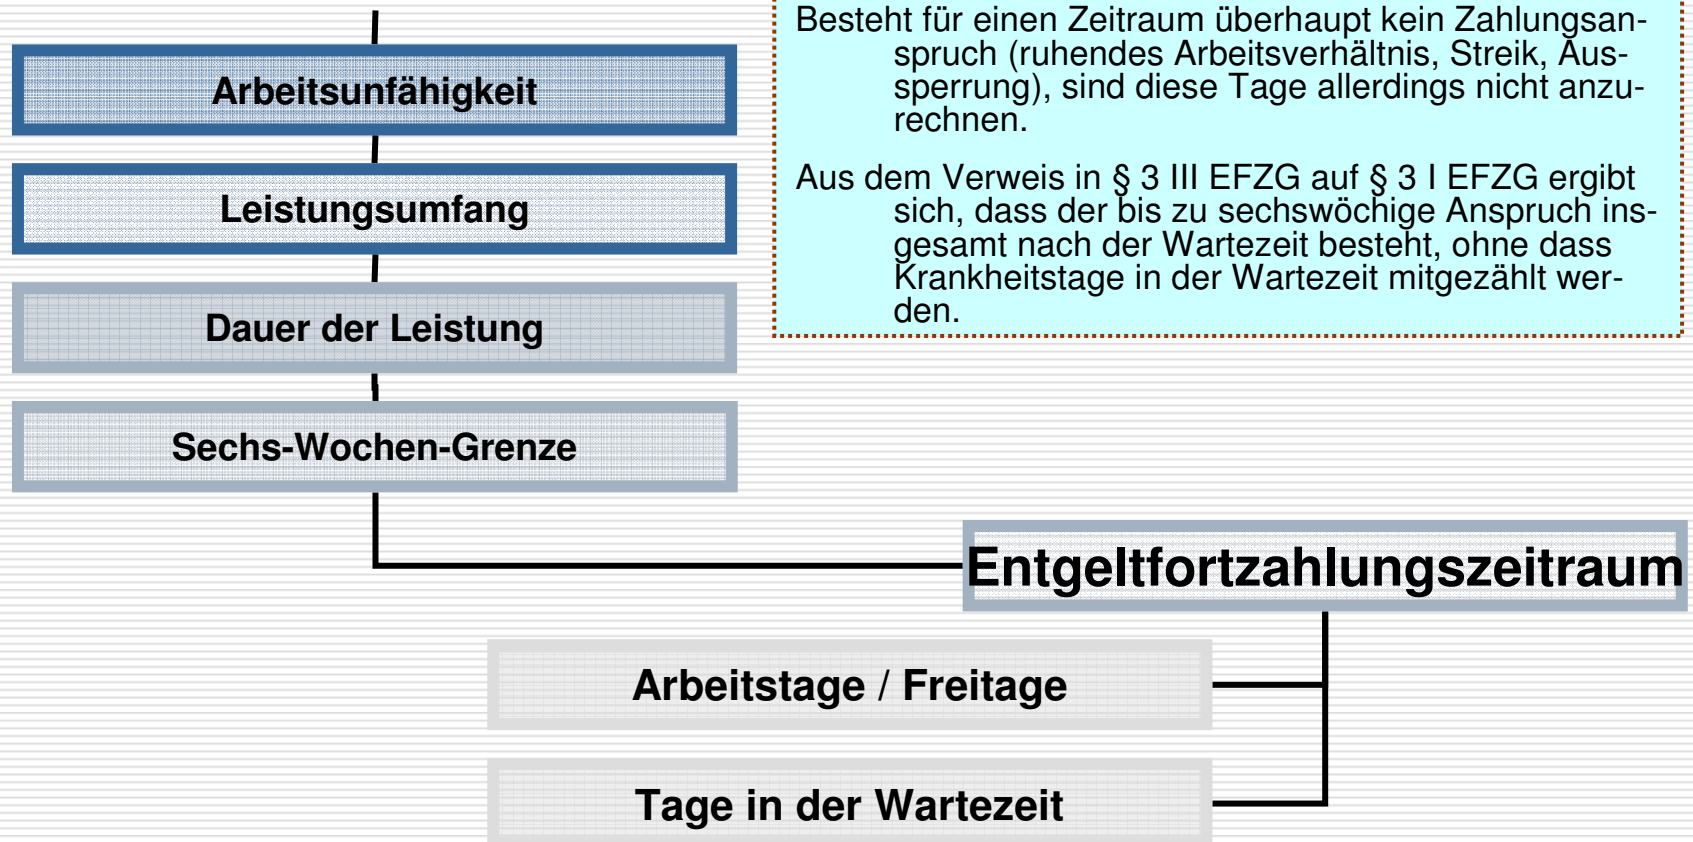 Besteht für einen Zeitraum überhaupt kein Zahlungsan-
spruch (ruhendes Arbeitsverhältnis, Streik, Aus-
sperrung), sind diese Tage allerdings nicht anzu-
rechnen.
Aus dem Verweis in § 3 III EFZG auf § 3 I EFZG ergibt
sich, dass der bis zu sechswöchige Anspruch ins-
gesamt nach der Wartezeit besteht, ohne dass
Krankheitstage in der Wartezeit mitgezählt wer-
den.
Arbeitsunfähigkeit
Leistungsumfang
Dauer der Leistung
Sechs-Wochen-Grenze
Entgeltfortzahlungszeitraum
Arbeitstage / Freitage
Tage in der Wartezeit